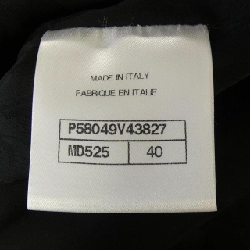 MADE IN ITALY
FABRIQUE EN ITALIE
P58049V43827
MD525 40